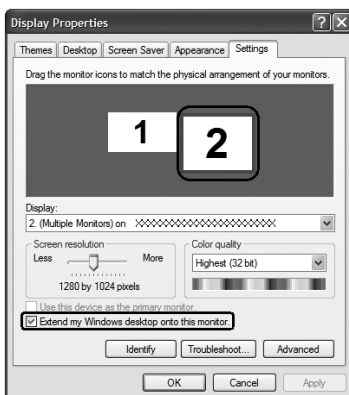 Display Properties
Themes Desktop Screen Saver Appearance Settings
Drag the monitor icons to match the physical arrangement of your monitors.
1 2
Display:
2. (Multiple Monitors) on XXXXXXXXXXXXXXXXXXXXXXX
Screen resolution
Less More
1280 by 1024 pixels
Color quality
Highest (32 bit)
Use this device as the primary monitor.
Extend my Windows desktop onto this monitor.
Identify Troubleshoot... Advanced
OK Cancel Apply